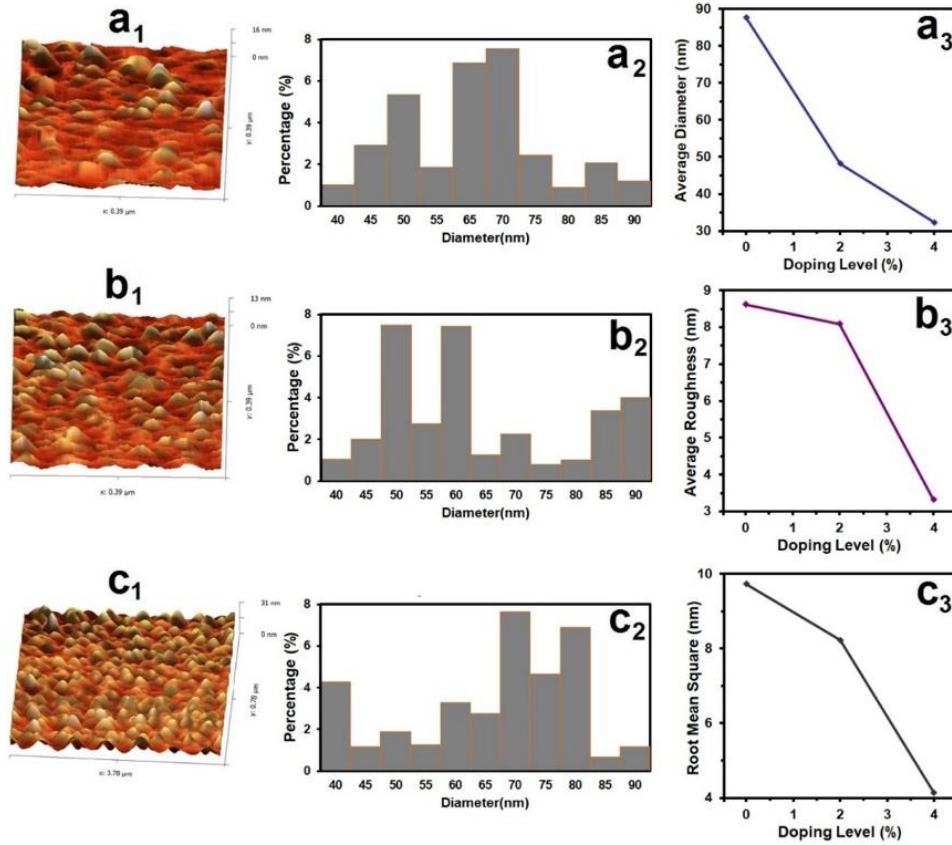 a1
16 nm
0 nm
y: 0.39 µm
x: 0.39 µm
a2
Percentage (%)
8
6
4
2
0
40 45 50 55 65 70 75 80 85 90
Diameter(nm)
a3
Average Diameter (nm)
90
80
70
60
50
40
30
0 1 2 3 4
Doping Level (%)
b1
13 nm
0 nm
y: 0.39 µm
x: 0.39 µm
b2
Percentage (%)
8
6
4
2
0
40 45 50 55 60 65 70 75 80 85 90
Diameter(nm)
b3
Average Roughness (nm)
9
8
7
6
5
4
3
0 1 2 3 4
Doping Level (%)
c1
31 nm
0 nm
y: 0.78 µm
x: 3.78 µm
c2
Percentage (%)
8
6
4
2
0
40 45 50 55 60 65 70 75 80 85 90
Diameter(nm)
c3
Root Mean Square (nm)
10
8
6
4
0 1 2 3 4
Doping Level (%)